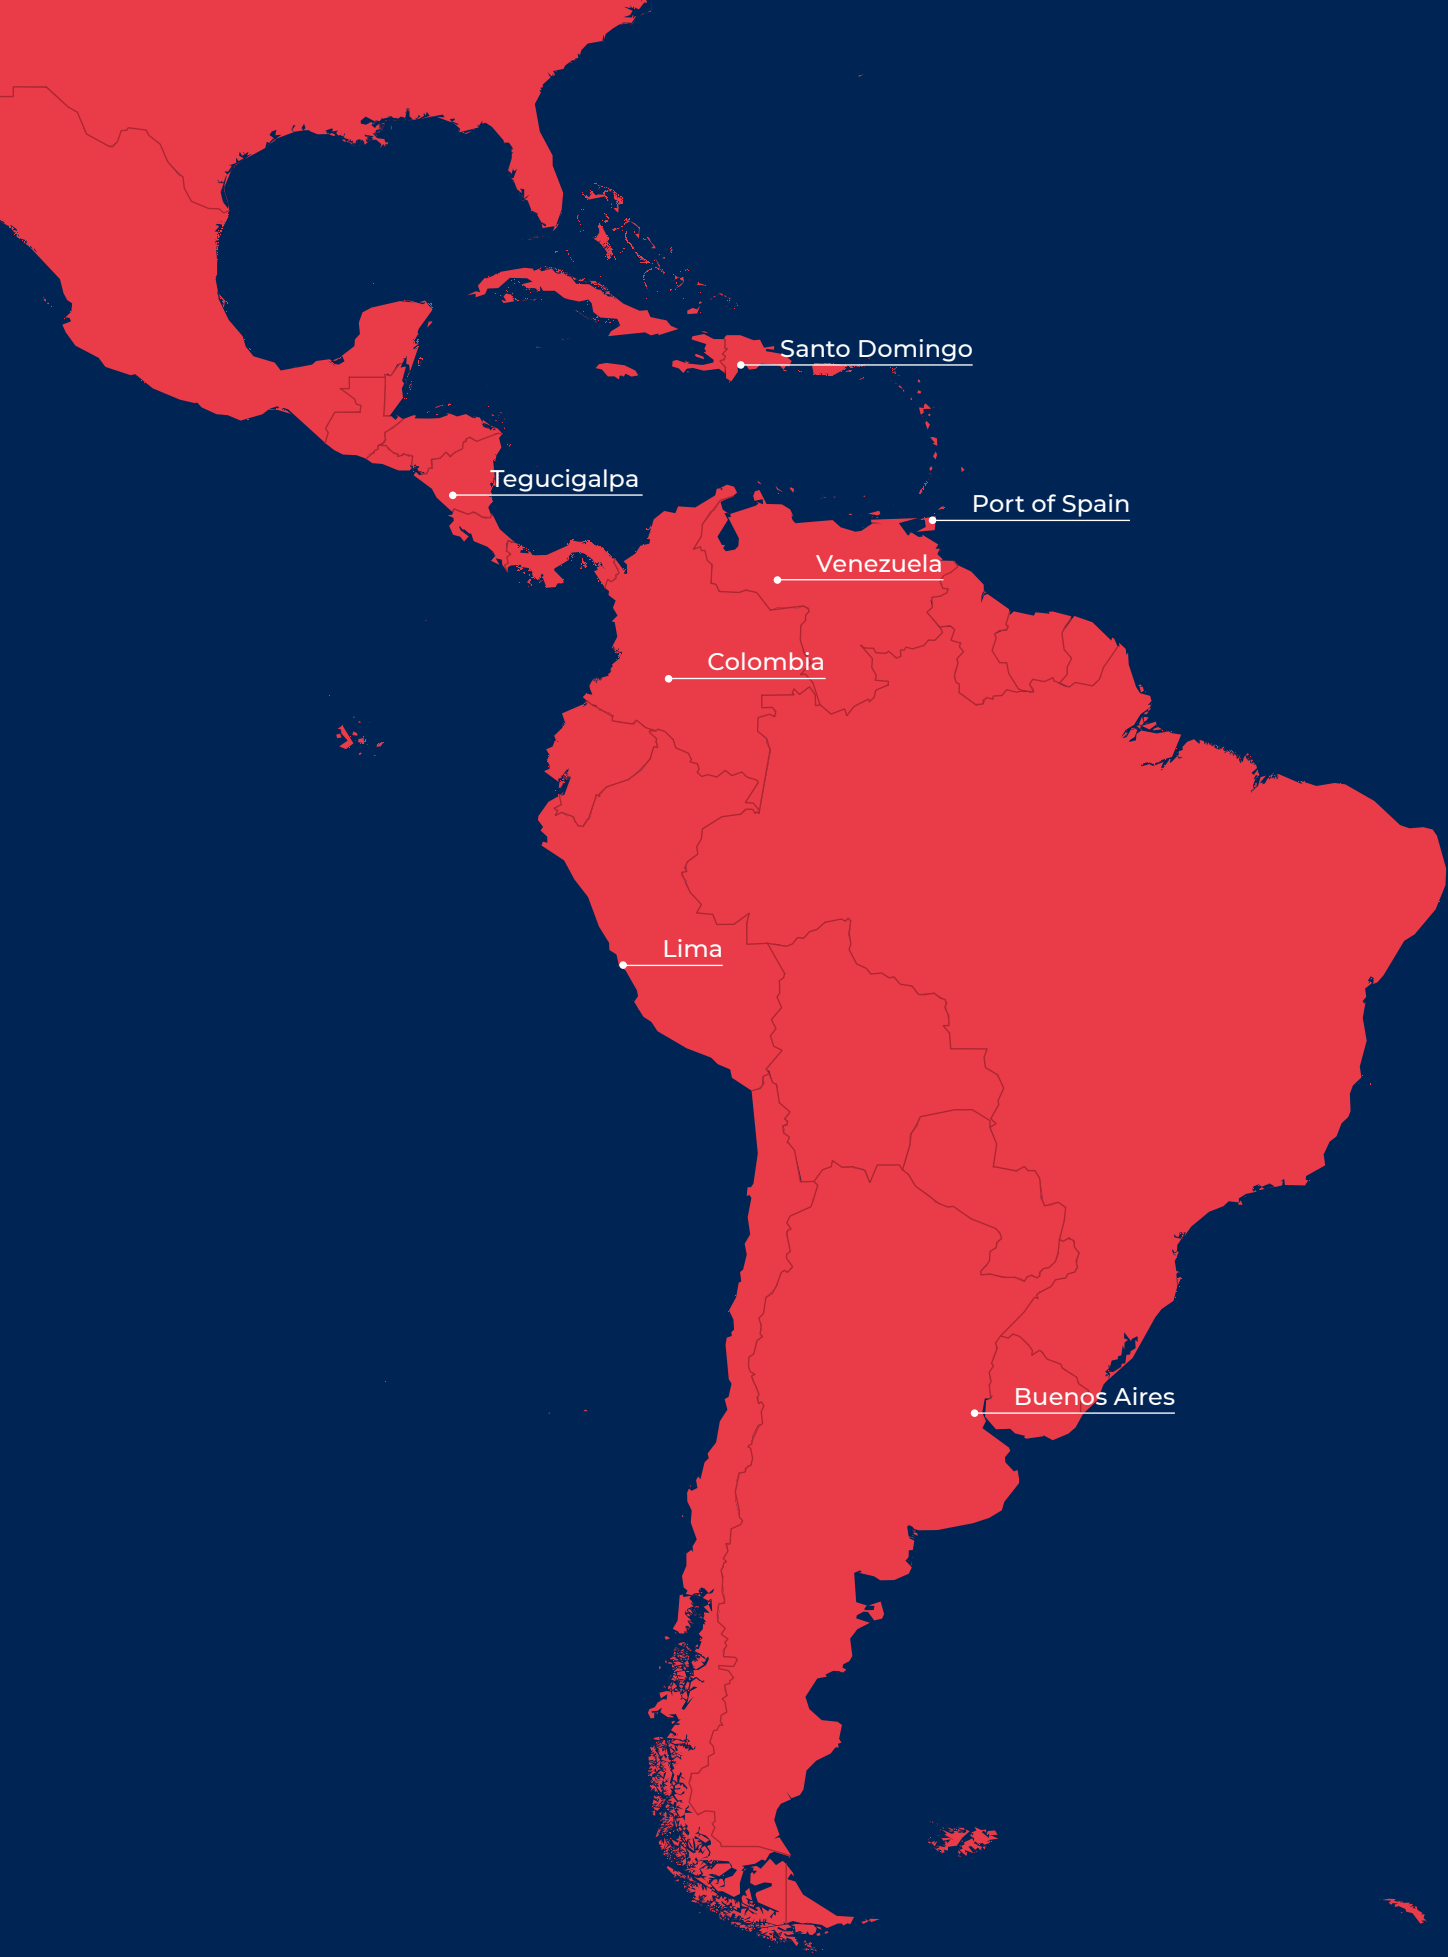 Santo Domingo
Tegucigalpa
Port of Spain
Venezuela
Colombia
Lima
Buenos Aires